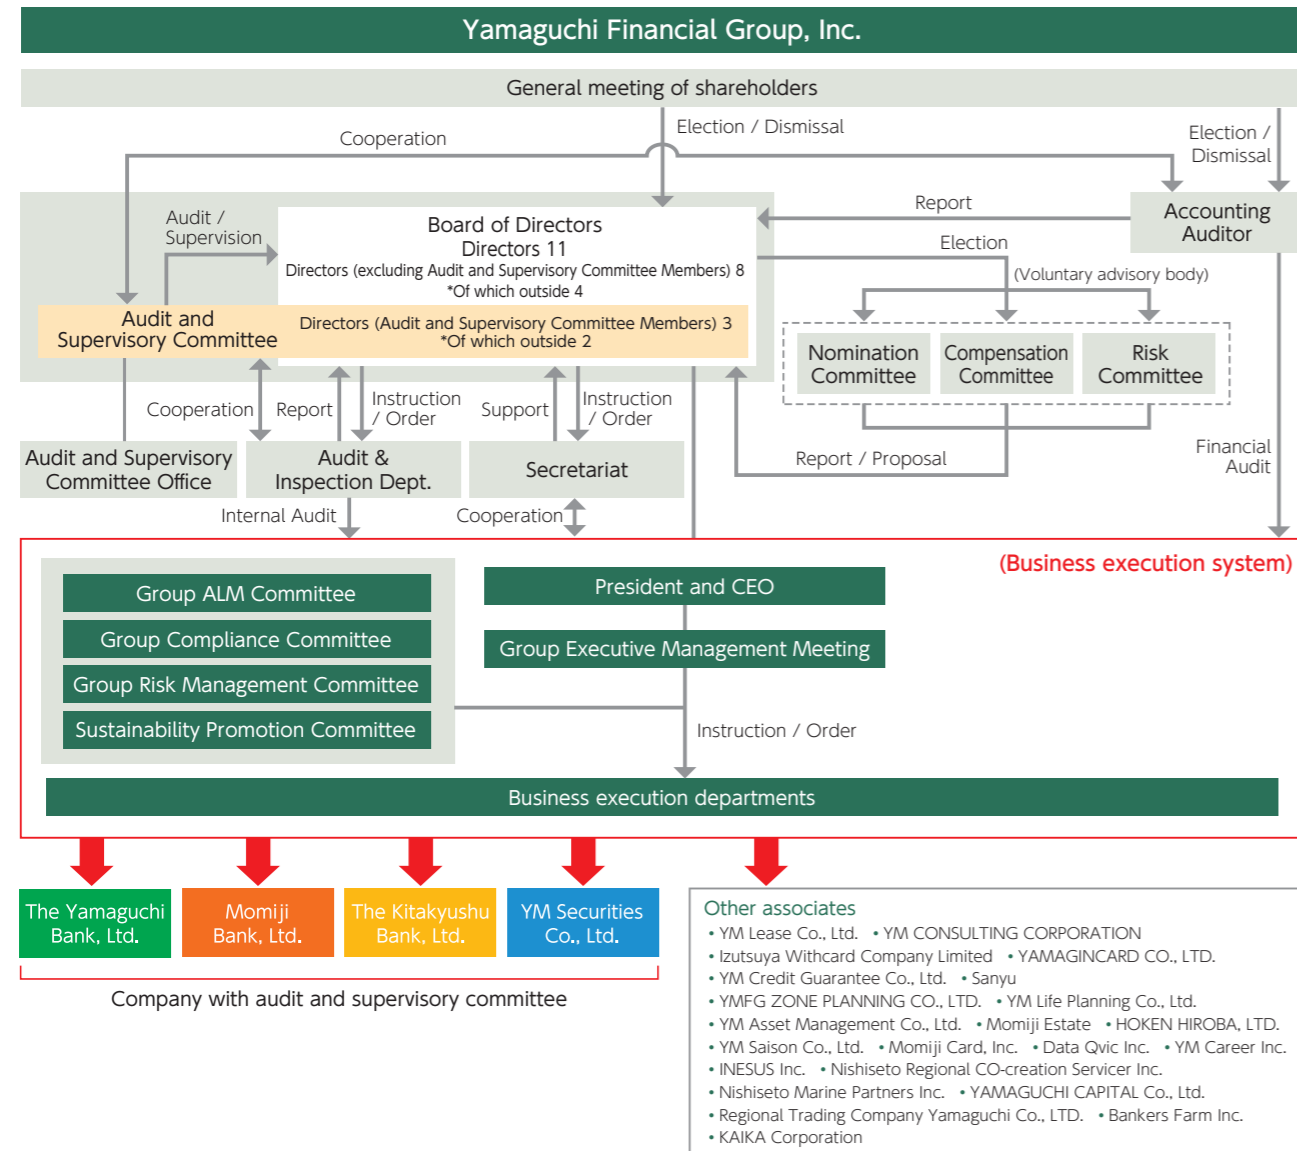 Yamaguchi Financial Group, Inc.
General meeting of shareholders
Cooperation
Election / Dismissal
Election /
Dismissal
Audit /
Supervision
Board of Directors
Directors 11
Directors (excluding Audit and Supervisory Committee Members) 8
*Of which outside 4
Report
Accounting
Auditor
Election
(Voluntary advisory body)
Audit and
Supervisory Committee
Directors (Audit and Supervisory Committee Members) 3
*Of which outside 2
Nomination
Committee
Compensation
Committee
Risk
Committee
Cooperation
Report
Instruction
/ Order
Support
Instruction
/ Order
Audit and Supervisory
Committee Office
Audit &
Inspection Dept.
Secretariat
Report / Proposal
Financial
Audit
Internal Audit
Cooperation
(Business execution system)
Group ALM Committee
Group Compliance Committee
Group Risk Management Committee
Sustainability Promotion Committee
President and CEO
Group Executive Management Meeting
Instruction / Order
Business execution departments
The Yamaguchi
Bank, Ltd.
Momiji
Bank, Ltd.
The Kitakyushu
Bank, Ltd.
YM Securities
Co., Ltd.
Company with audit and supervisory committee
Other associates
• YM Lease Co., Ltd. • YM CONSULTING CORPORATION
• Izutsuya Withcard Company Limited • YAMAGINCARD CO., LTD.
• YM Credit Guarantee Co., Ltd. • Sanyu
• YMFG ZONE PLANNING CO., LTD. • YM Life Planning Co., Ltd.
• YM Asset Management Co., Ltd. • Momiji Estate • HOKEN HIROBA, LTD.
• YM Saison Co., Ltd. • Momiji Card, Inc. • Data Qvic Inc. • YM Career Inc.
• INESUS Inc. • Nishiseto Regional CO-creation Servicer Inc.
• Nishiseto Marine Partners Inc. • YAMAGUCHI CAPITAL Co., Ltd.
• Regional Trading Company Yamaguchi Co., LTD. • Bankers Farm Inc.
• KAIKA Corporation